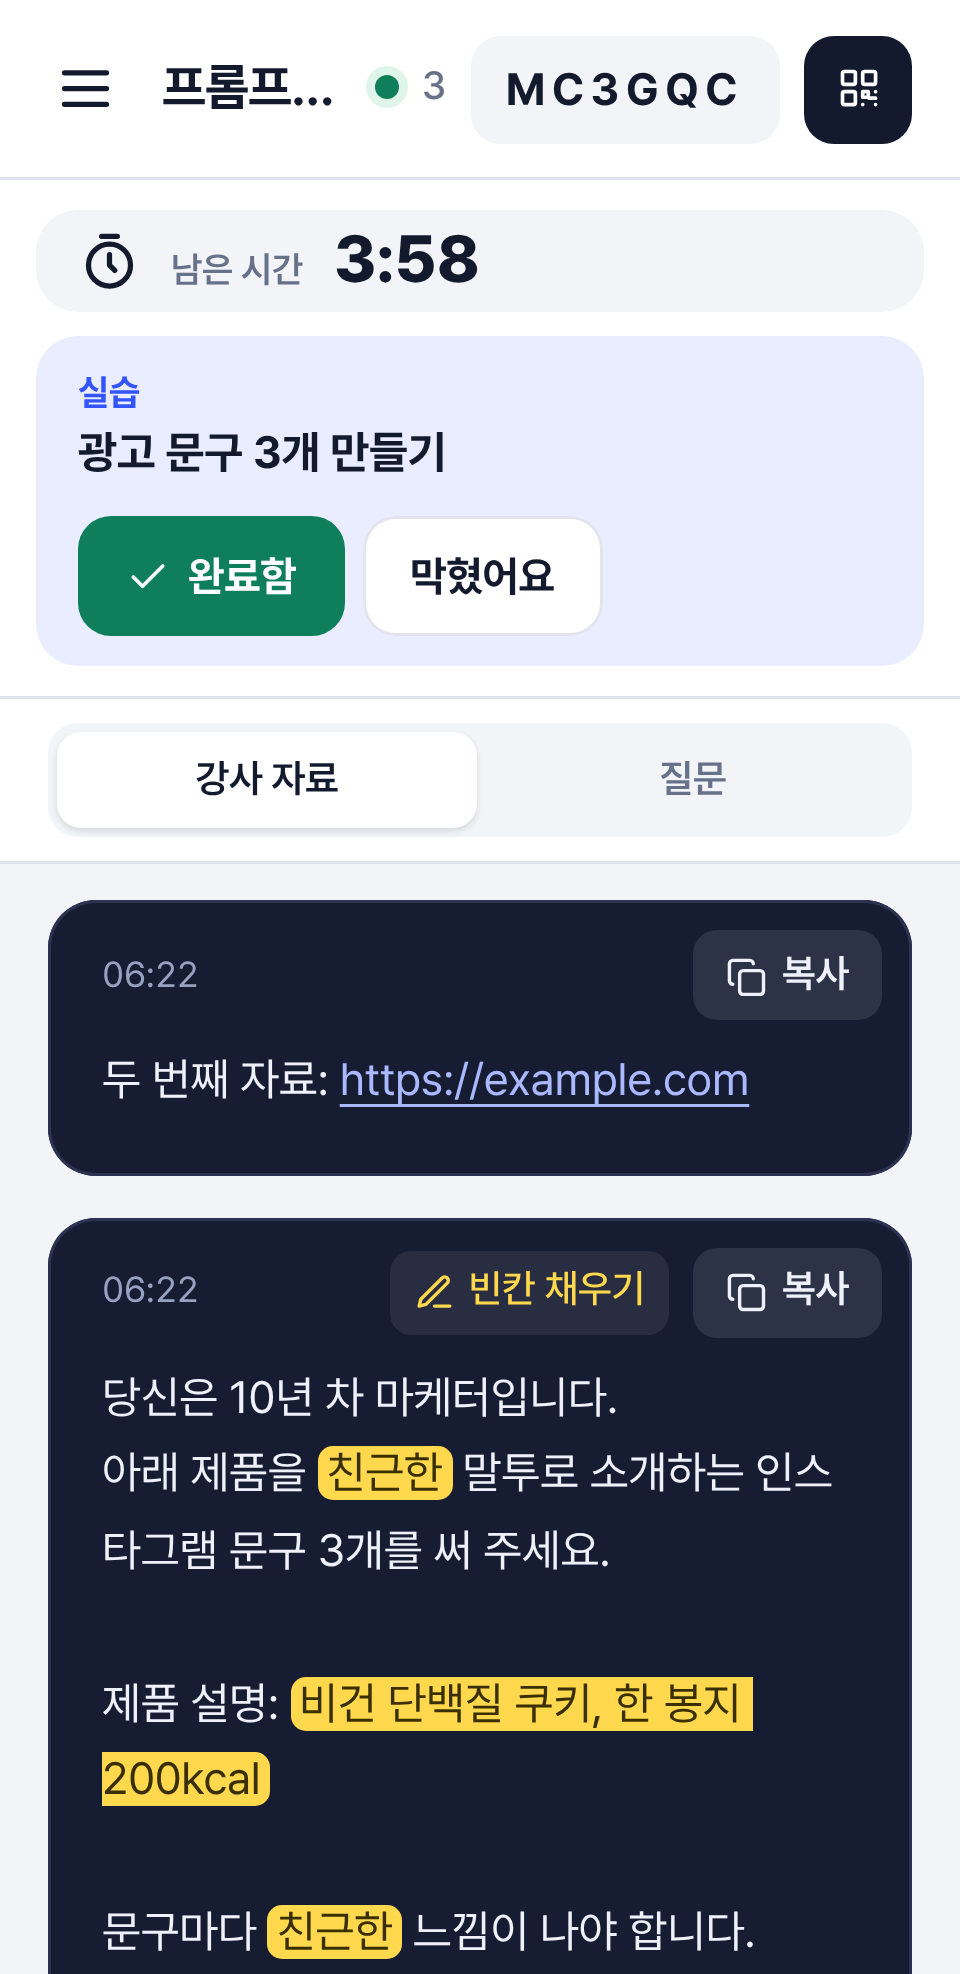 프롬프... 3 MC3GQC
남은 시간 3:58
실습
광고 문구 3개 만들기
완료함 막혔어요
강사 자료 질문
06:22 복사
두 번째 자료: https://example.com
06:22 빈칸 채우기 복사
당신은 10년 차 마케터입니다.
아래 제품을 친근한 말투로 소개하는 인스
타그램 문구 3개를 써 주세요.
제품 설명: 비건 단백질 쿠키, 한 봉지
200kcal
문구마다 친근한 느낌이 나야 합니다.